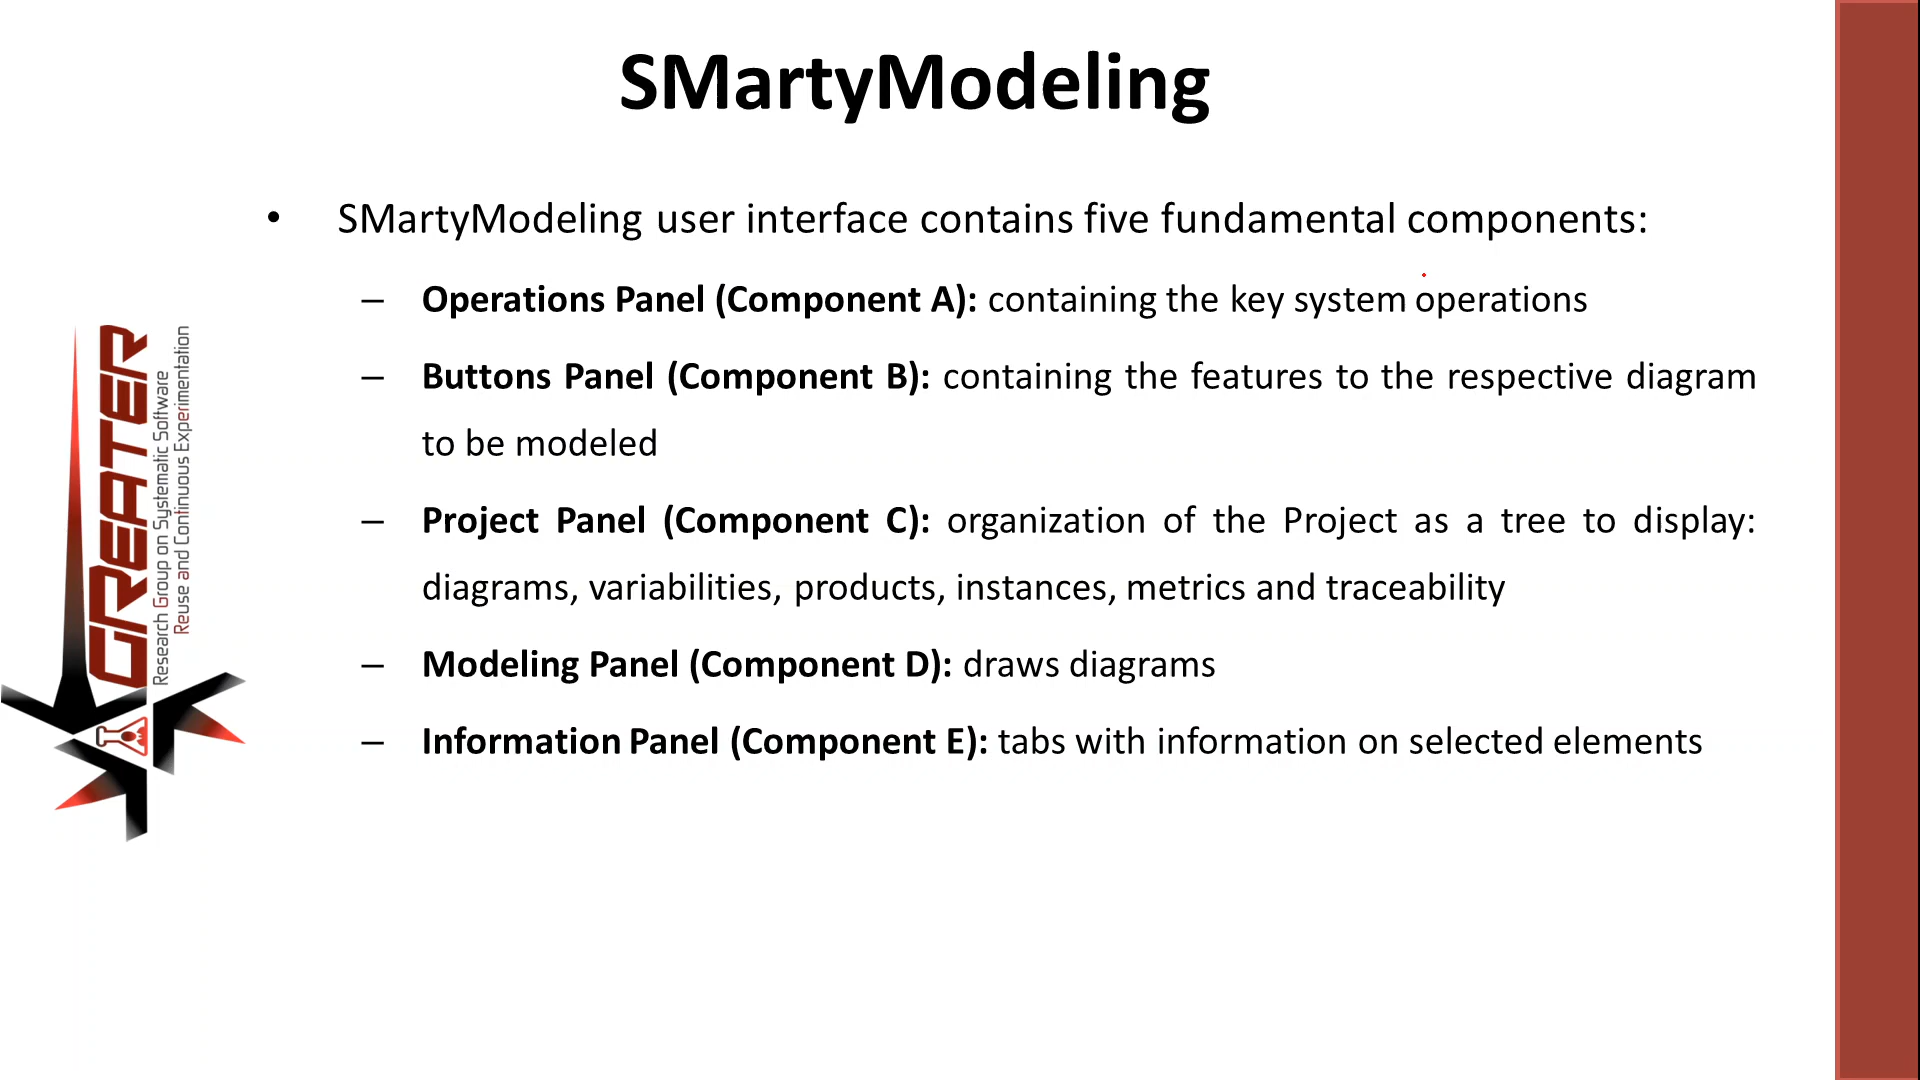 SMartyModeling
• SMartyModeling user interface contains five fundamental components:
– Operations Panel (Component A): containing the key system operations
– Buttons Panel (Component B): containing the features to the respective diagram
to be modeled
– Project Panel (Component C): organization of the Project as a tree to display:
diagrams, variabilities, products, instances, metrics and traceability
– Modeling Panel (Component D): draws diagrams
– Information Panel (Component E): tabs with information on selected elements
GREATER
Research Group on Systematic Software
Reuse and Continuous Experimentation